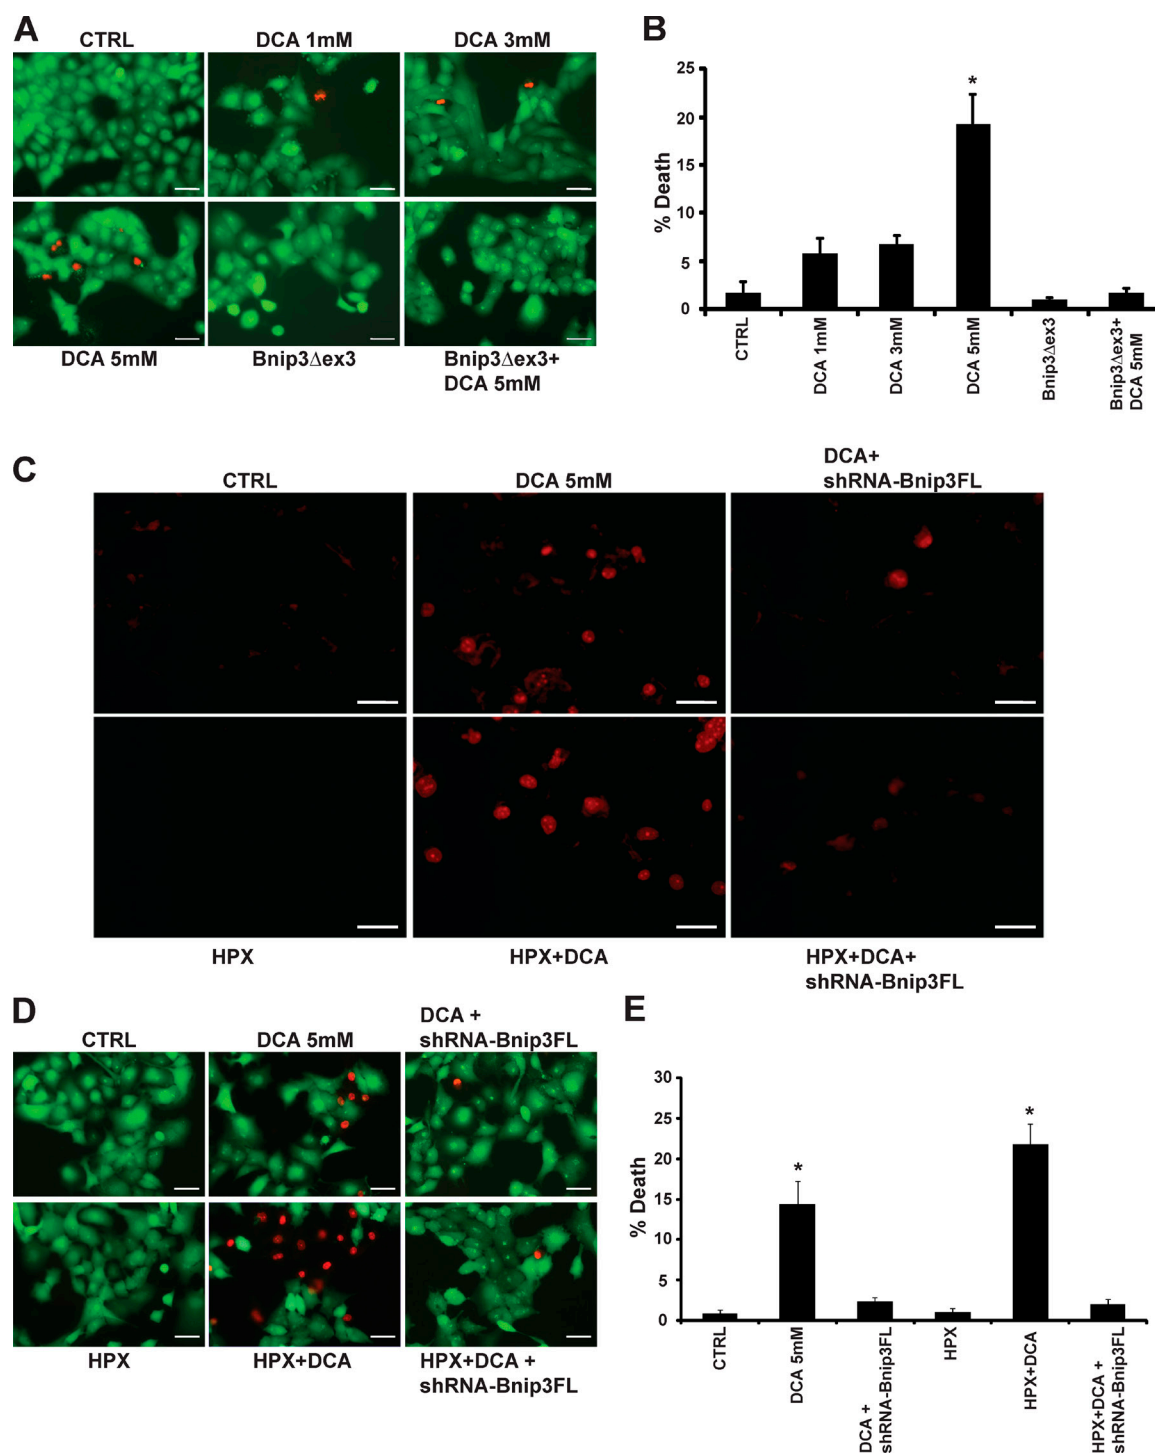 A
CTRL
DCA 1mM
DCA 3mM
DCA 5mM
Bnip3Δex3
Bnip3Δex3+
DCA 5mM
B
25
20
15
10
5
0
% Death
*
CTRL
DCA 1mM
DCA 3mM
DCA 5mM
Bnip3Δex3
Bnip3Δex3+
DCA 5mM
C
CTRL
DCA 5mM
DCA+
shRNA-Bnip3FL
HPX
HPX+DCA
HPX+DCA+
shRNA-Bnip3FL
D
CTRL
DCA 5mM
DCA +
shRNA-Bnip3FL
HPX
HPX+DCA
HPX+DCA +
shRNA-Bnip3FL
E
30
25
20
15
10
5
0
% Death
*
*
CTRL
DCA 5mM
DCA +
shRNA-Bnip3FL
HPX
HPX+DCA
HPX+DCA +
shRNA-Bnip3FL